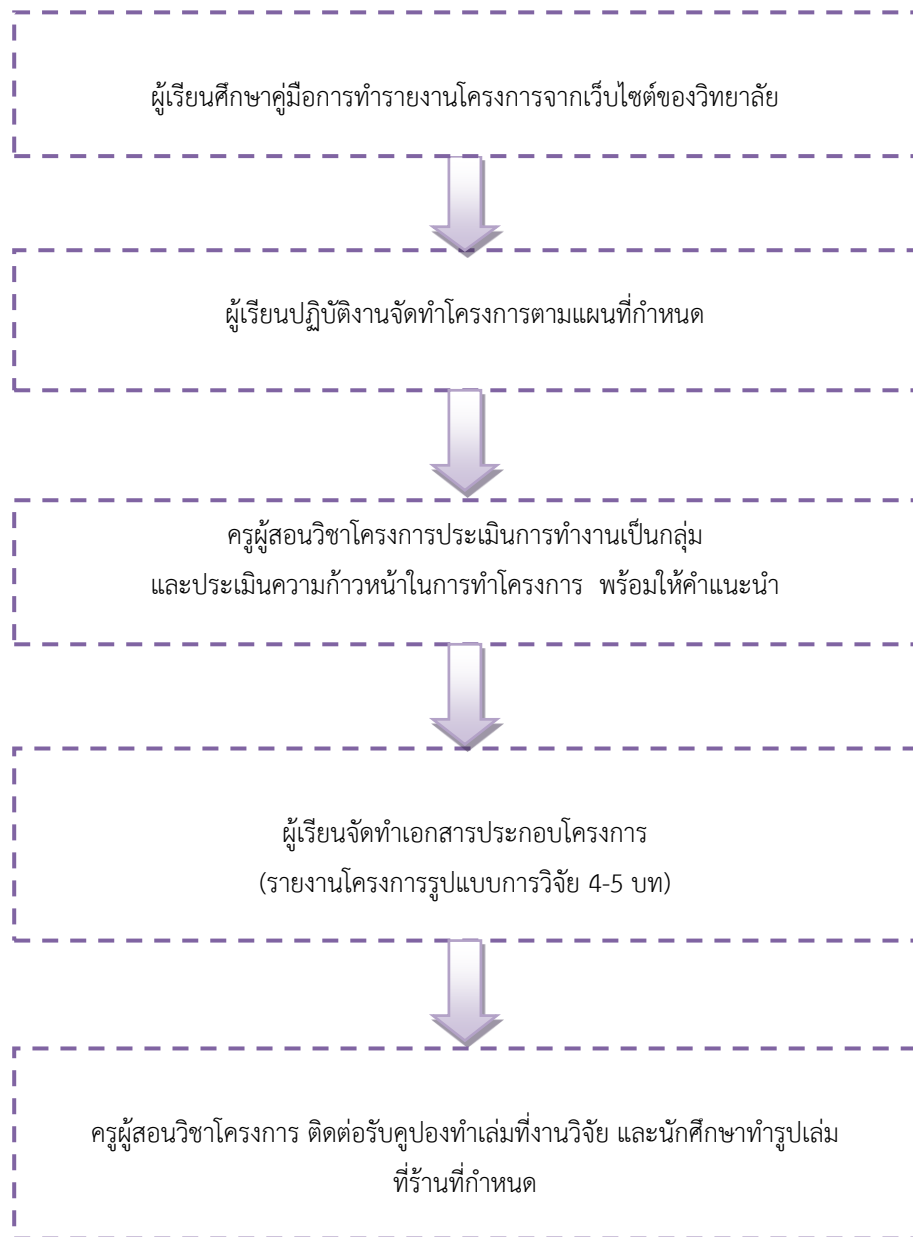 ผู้เรียนศึกษาคู่มือการทำรายงานโครงการจากเว็บไซต์ของวิทยาลัย
ผู้เรียนปฏิบัติงานจัดทำโครงการตามแผนที่กำหนด
ครูผู้สอนวิชาโครงการประเมินการทำงานเป็นกลุ่ม
และประเมินความก้าวหน้าในการทำโครงการ พร้อมให้คำแนะนำ
ผู้เรียนจัดทำเอกสารประกอบโครงการ
(รายงานโครงการรูปแบบการวิจัย 4-5 บท)
ครูผู้สอนวิชาโครงการ ติดต่อรับคูปองทำเล่มที่งานวิจัย และนักศึกษาทำรูปเล่ม
ที่ร้านที่กำหนด